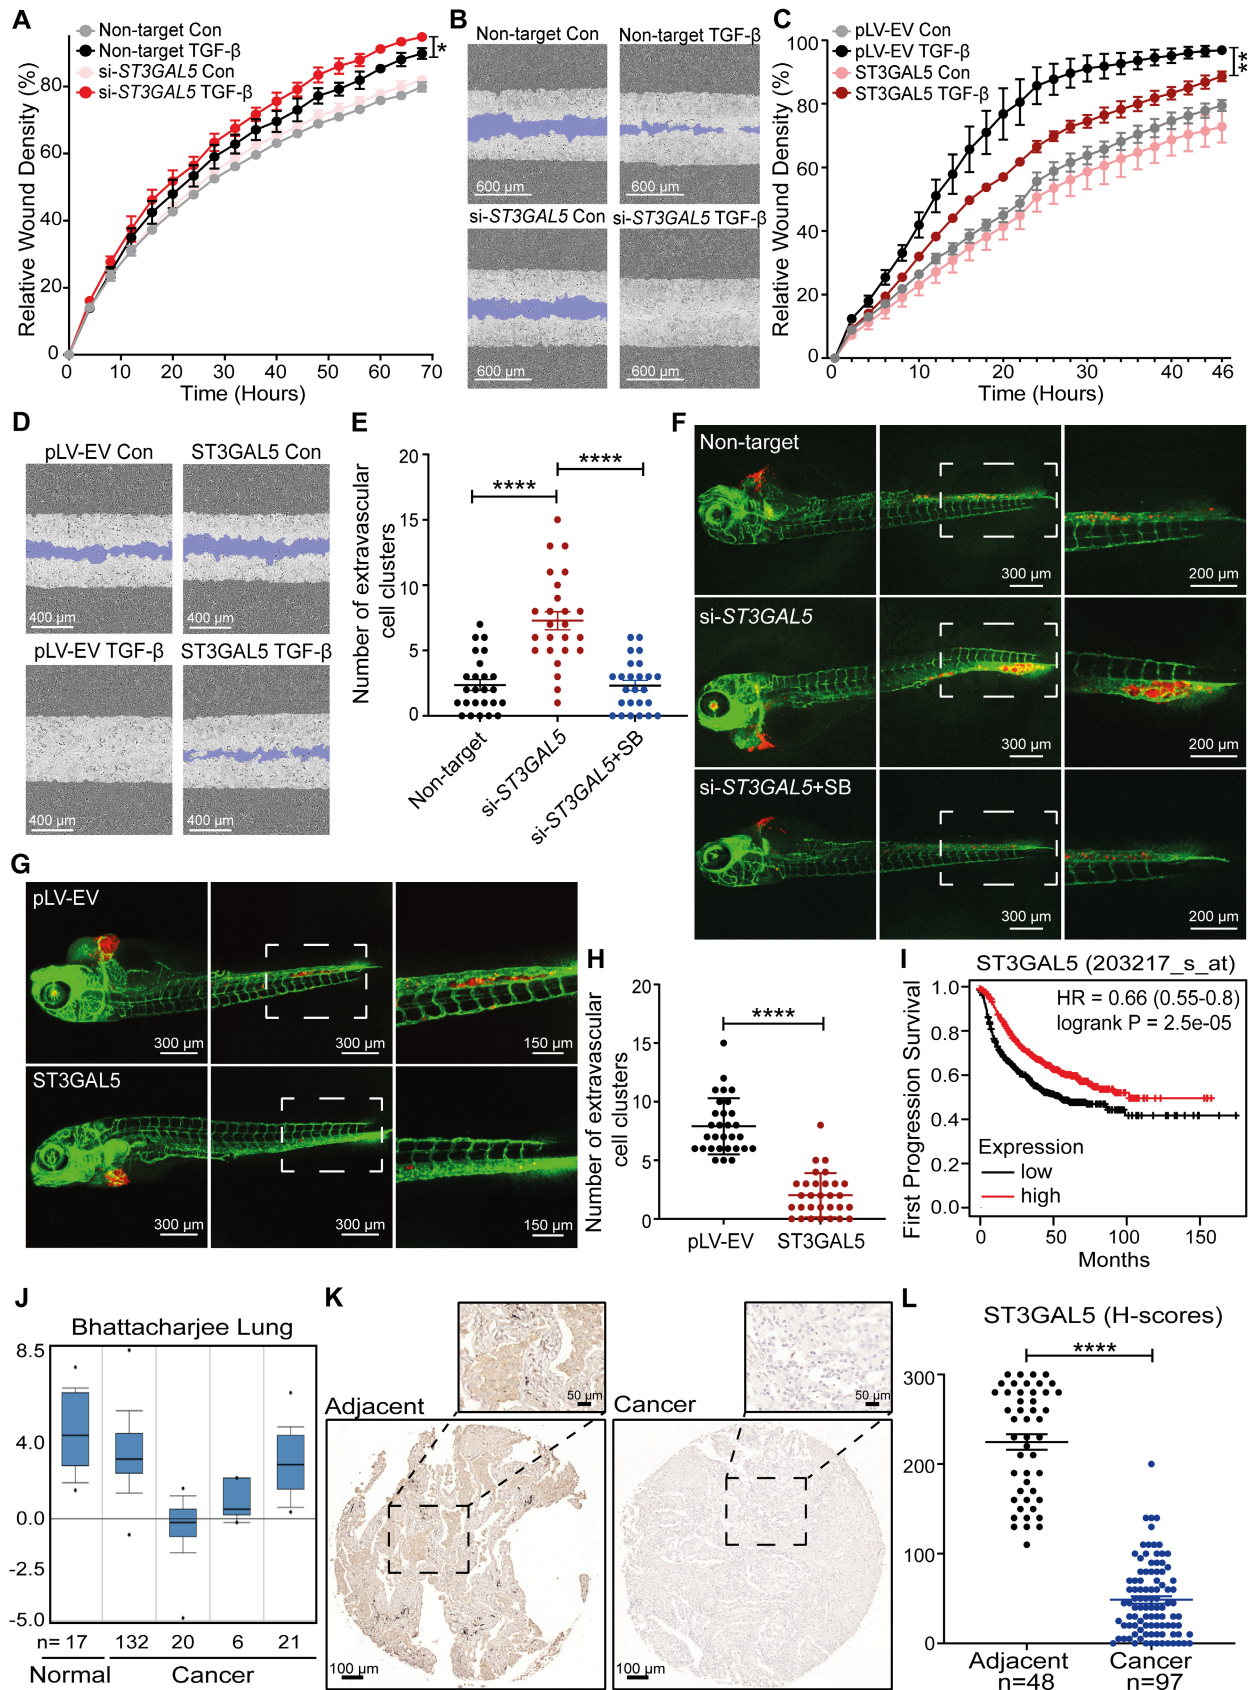 A
Non-target Con
Non-target TGF-β
si-ST3GAL5 Con
si-ST3GAL5 TGF-β
*
Relative Wound Density (%)
80
60
40
20
0
0 10 20 30 40 50 60 70
Time (Hours)
B
Non-target Con
Non-target TGF-β
600 µm
600 µm
si-ST3GAL5 Con
si-ST3GAL5 TGF-β
600 µm
600 µm
C
pLV-EV Con
pLV-EV TGF-β
ST3GAL5 Con
ST3GAL5 TGF-β
**
Relative Wound Density (%)
100
80
60
40
20
0
0 10 20 30 40 46
Time (Hours)
D
pLV-EV Con
ST3GAL5 Con
400 µm
400 µm
pLV-EV TGF-β
ST3GAL5 TGF-β
400 µm
400 µm
E
Number of extravascular
cell clusters
20
15
10
5
0
****
****
Non-target
si-ST3GAL5
si-ST3GAL5+SB
F
Non-target
300 µm
200 µm
si-ST3GAL5
300 µm
200 µm
si-ST3GAL5+SB
300 µm
200 µm
G
pLV-EV
300 µm
300 µm
150 µm
ST3GAL5
300 µm
300 µm
150 µm
H
Number of extravascular
cell clusters
20
15
10
5
0
****
pLV-EV
ST3GAL5
I
ST3GAL5 (203217_s_at)
HR = 0.66 (0.55-0.8)
logrank P = 2.5e-05
First Progression Survival
1.0
0.8
0.6
0.4
0.2
0.0
Expression
low
high
0 50 100 150
Months
J
Bhattacharjee Lung
8.5
4.0
0.0
-2.5
-5.0
n= 17 132 20 6 21
Normal
Cancer
K
Adjacent
50 µm
100 µm
Cancer
50 µm
100 µm
L
ST3GAL5 (H-scores)
****
300
200
100
0
Adjacent
n=48
Cancer
n=97